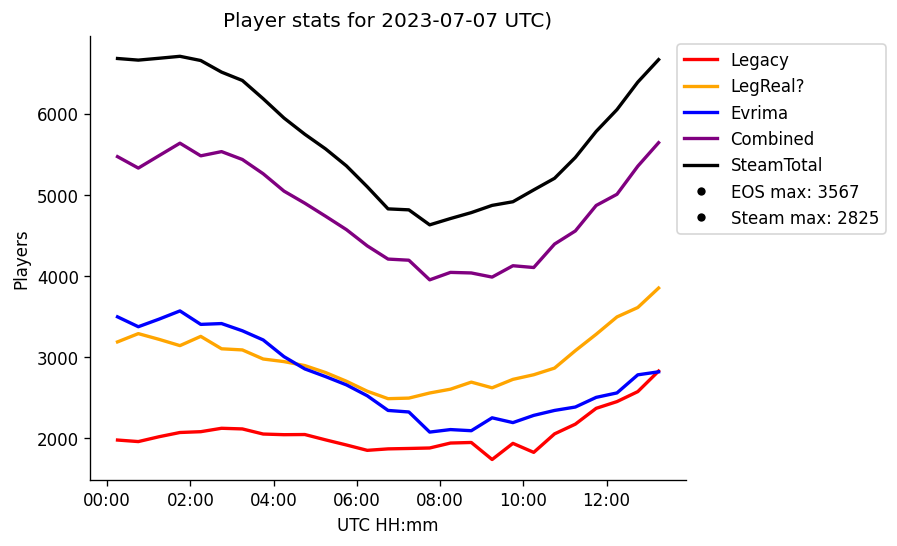 Player stats for 2023-07-07 UTC)
Legacy
LegReal?
Evrima
Combined
SteamTotal
EOS max: 3567
Steam max: 2825
Players
6000
5000
4000
3000
2000
00:00 02:00 04:00 06:00 08:00 10:00 12:00
UTC HH:mm